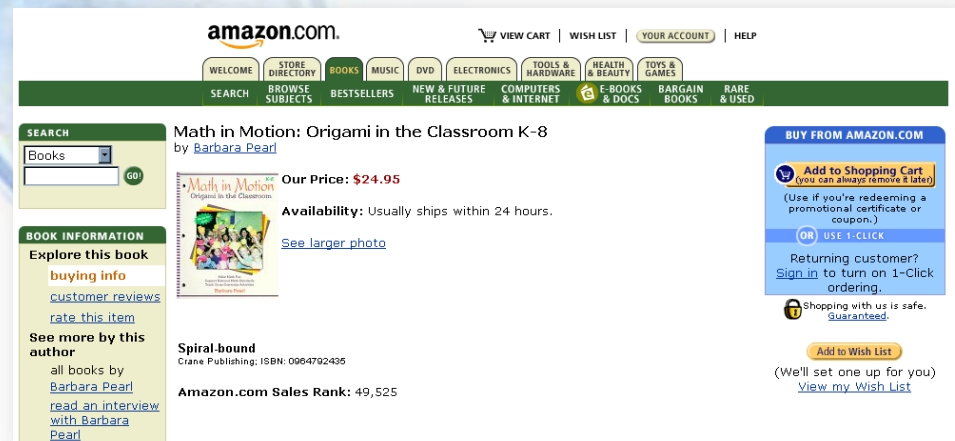 amazon.com.
VIEW CART | WISH LIST | YOUR ACCOUNT | HELP
WELCOME
STORE
DIRECTORY
BOOKS
MUSIC
DVD
ELECTRONICS
TOOLS &
HARDWARE
HEALTH
& BEAUTY
TOYS &
GAMES
SEARCH
BROWSE
SUBJECTS
BESTSELLERS
NEW & FUTURE
RELEASES
COMPUTERS
& INTERNET
e
E-BOOKS
& DOCS
BARGAIN
BOOKS
RARE
& USED
SEARCH
Books
GO!
BOOK INFORMATION
Explore this book
buying info
customer reviews
rate this item
See more by this
author
all books by
Barbara Pearl
read an interview
with Barbara
Pearl
Math in Motion: Origami in the Classroom K-8
by Barbara Pearl
Math in Motion
Origami in the Classroom
Barbara Pearl
Our Price: $24.95
Availability: Usually ships within 24 hours.
See larger photo
Spiral-bound
Crane Publishing; ISBN: 0964792435
Amazon.com Sales Rank: 49,525
BUY FROM AMAZON.COM
Add to Shopping Cart
(you can always remove it later)
(Use if you're redeeming a
promotional certificate or
coupon.)
OR USE 1-CLICK
Returning customer?
Sign in to turn on 1-Click
ordering.
Shopping with us is safe.
Guaranteed.
Add to Wish List
(We'll set one up for you)
View my Wish List